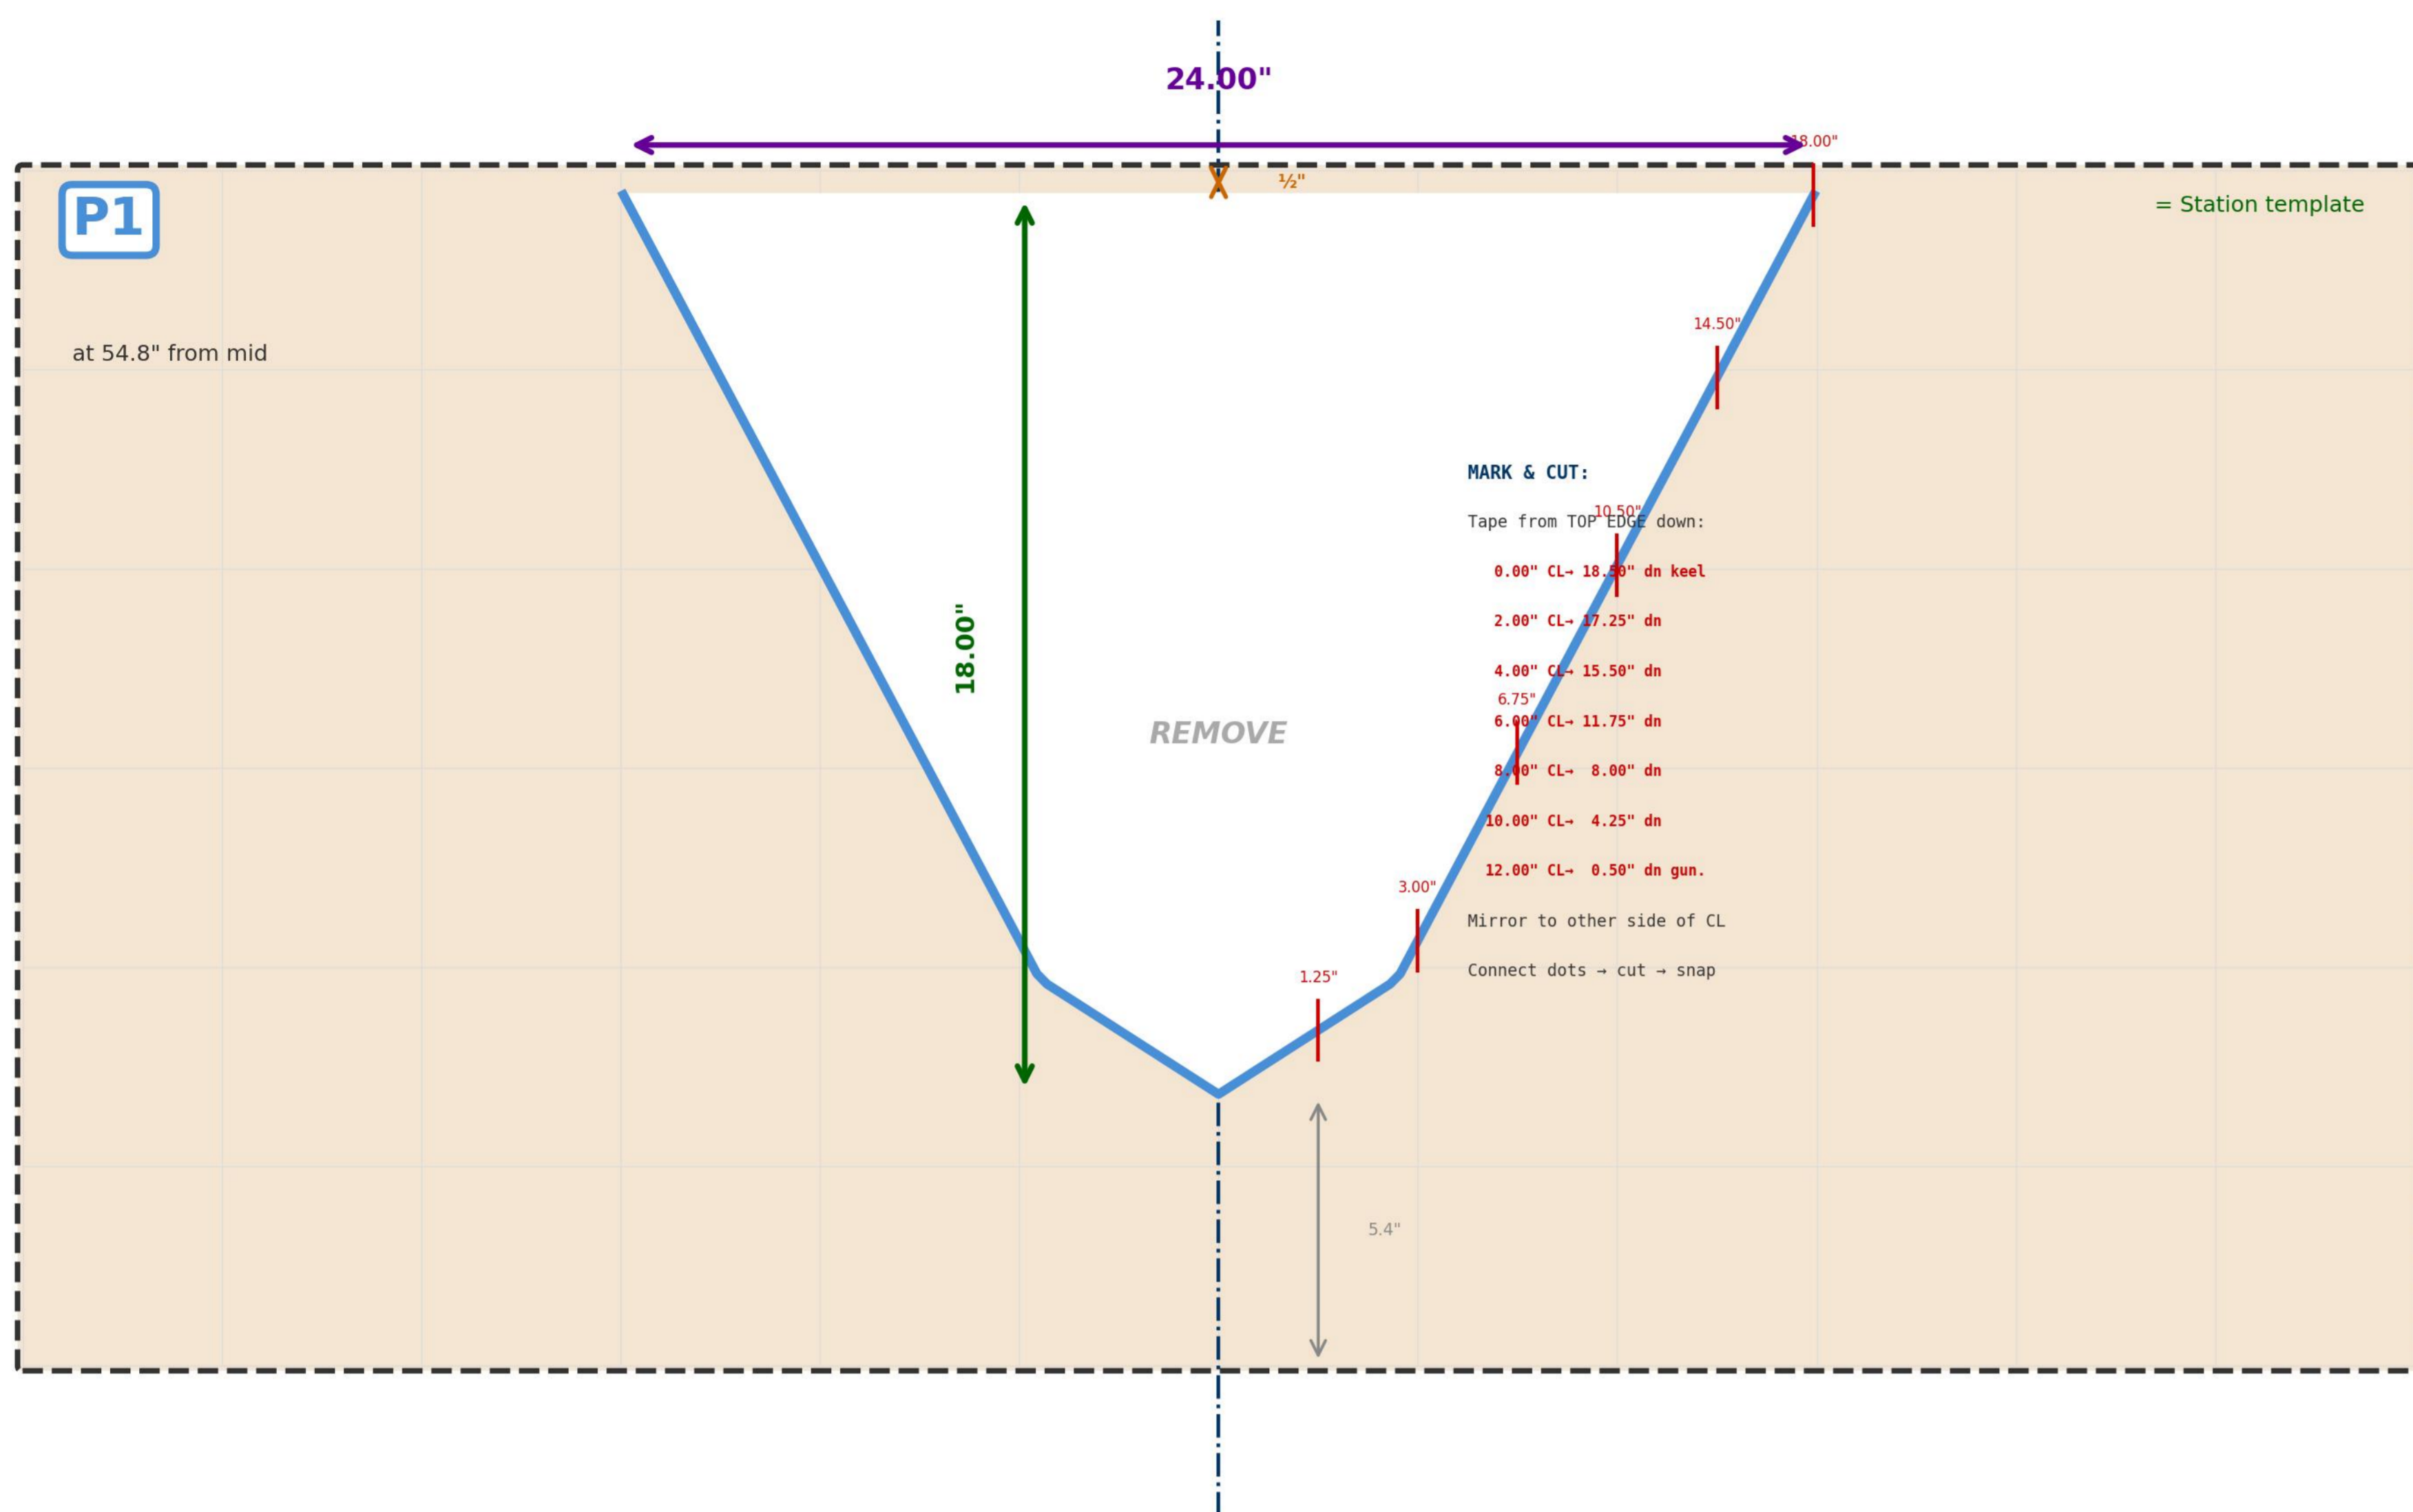 24.00"
18.00"
½"
P1
= Station template
14.50"
at 54.8" from mid
MARK & CUT:
10.50"
Tape from TOP EDGE down:
0.00" CL→ 18.50" dn keel
2.00" CL→ 17.25" dn
18.00"
4.00" CL→ 15.50" dn
6.75"
6.00" CL→ 11.75" dn
REMOVE
8.00" CL→ 8.00" dn
10.00" CL→ 4.25" dn
12.00" CL→ 0.50" dn gun.
3.00"
Mirror to other side of CL
Connect dots → cut → snap
1.25"
5.4"